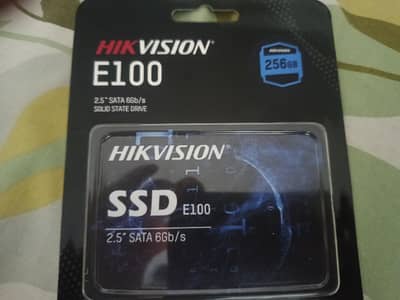 HIKVISION
E100
2.5" SATA 6Gb/s
SOLID STATE DRIVE
256GB
HIKVISION
SSD E100
2.5" SATA 6Gb/s